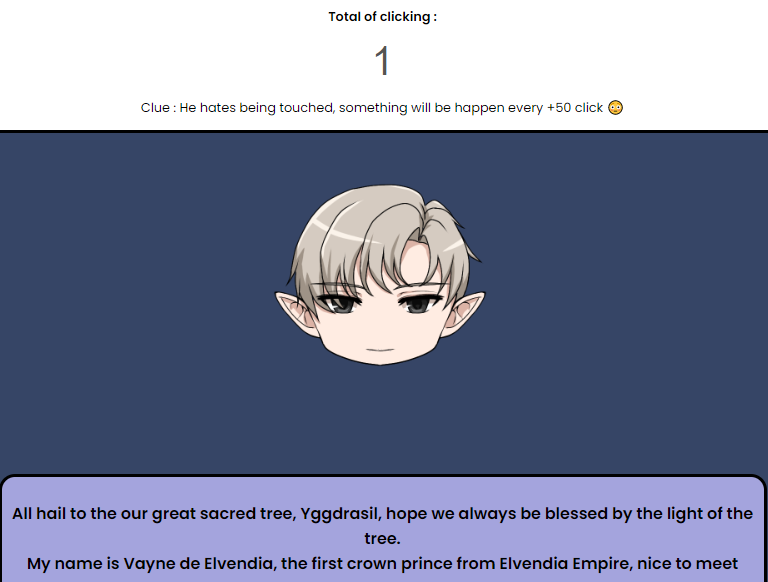 Total of clicking :
1
Clue : He hates being touched, something will be happen every +50 click 😳
All hail to the our great sacred tree, Yggdrasil, hope we always be blessed by the light of the
tree.
My name is Vayne de Elvendia, the first crown prince from Elvendia Empire, nice to meet